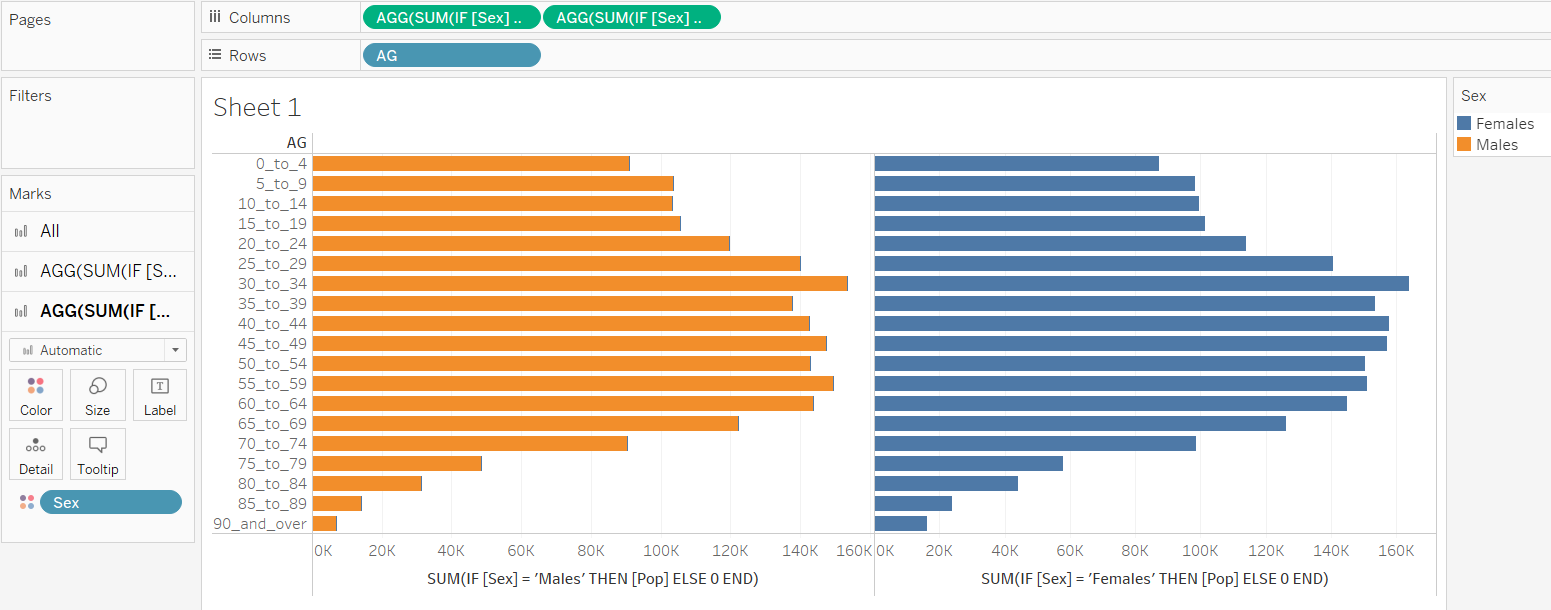 Pages
Columns
AGG(SUM(IF [Sex] ..
AGG(SUM(IF [Sex] ..
Rows
AG
Filters
Marks
All
AGG(SUM(IF [S...
AGG(SUM(IF [...
Automatic
Color
Size
Label
Detail
Tooltip
Sex
Sheet 1
AG
0_to_4
5_to_9
10_to_14
15_to_19
20_to_24
25_to_29
30_to_34
35_to_39
40_to_44
45_to_49
50_to_54
55_to_59
60_to_64
65_to_69
70_to_74
75_to_79
80_to_84
85_to_89
90_and_over
0K 20K 40K 60K 80K 100K 120K 140K 160K
0K 20K 40K 60K 80K 100K 120K 140K 160K
SUM(IF [Sex] = 'Males' THEN [Pop] ELSE 0 END)
SUM(IF [Sex] = 'Females' THEN [Pop] ELSE 0 END)
Sex
Females
Males